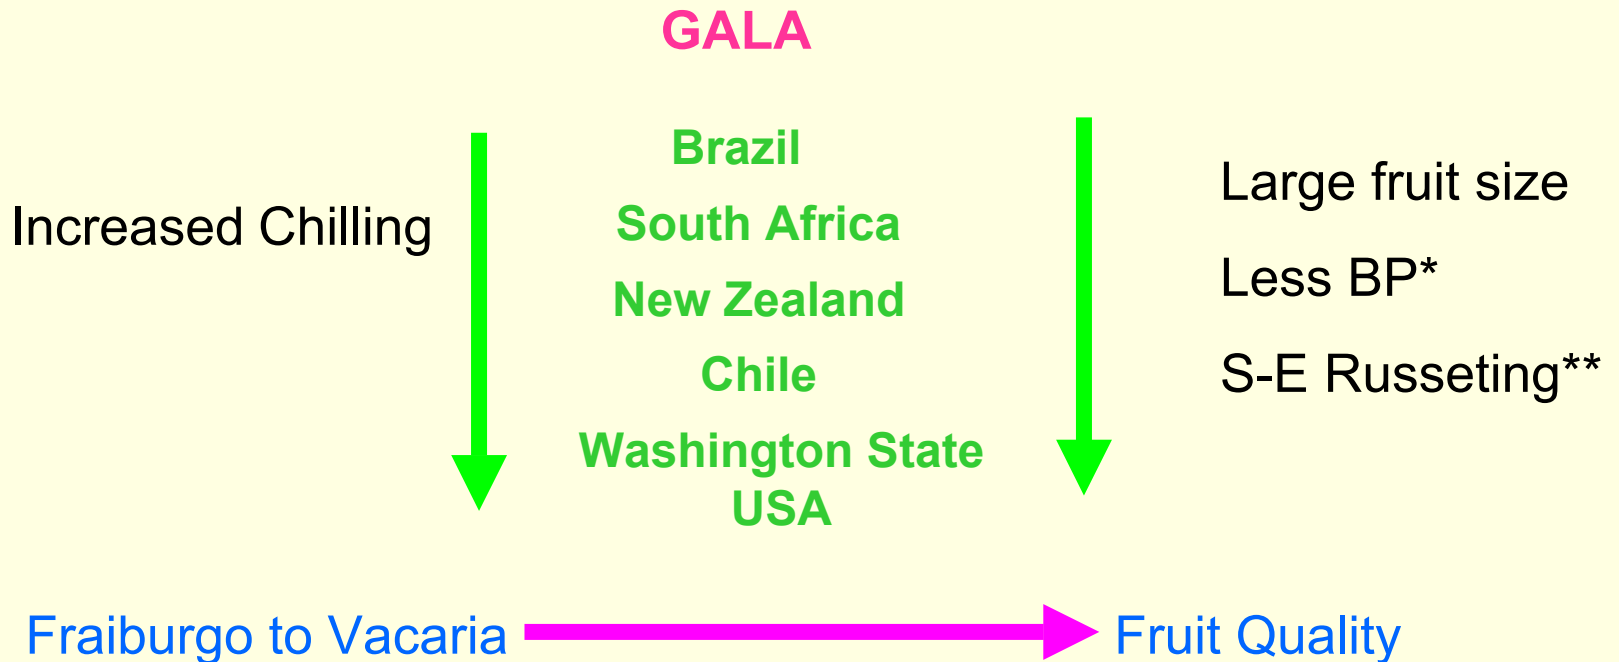 GALA
Increased Chilling
Brazil
South Africa
New Zealand
Chile
Washington State
USA
Large fruit size
Less BP*
S-E Russeting**
Fraiburgo to Vacaria
Fruit Quality